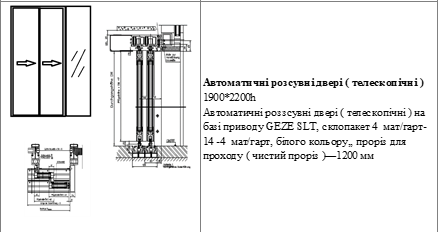 Автоматичні розсувні двері ( телескопічні )
1900*2200h
Автоматичні розсувні двері ( телескопічні ) на
базі приводу GEZE SLT, склопакет 4 мат/гарт-
14 -4 мат/гарт, білого кольору,, проріз для
проходу ( чистий проріз )—1200 мм